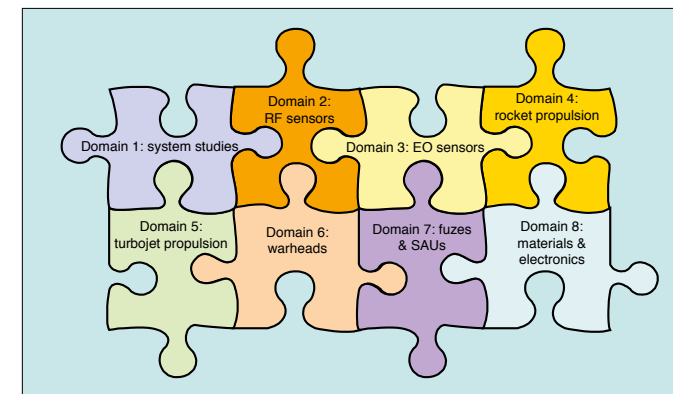 Domain 1: system studies
Domain 2:
RF sensors
Domain 3: EO sensors
Domain 4:
rocket propulsion
Domain 5:
turbojet propulsion
Domain 6:
warheads
Domain 7: fuzes
& SAUs
Domain 8:
materials &
electronics